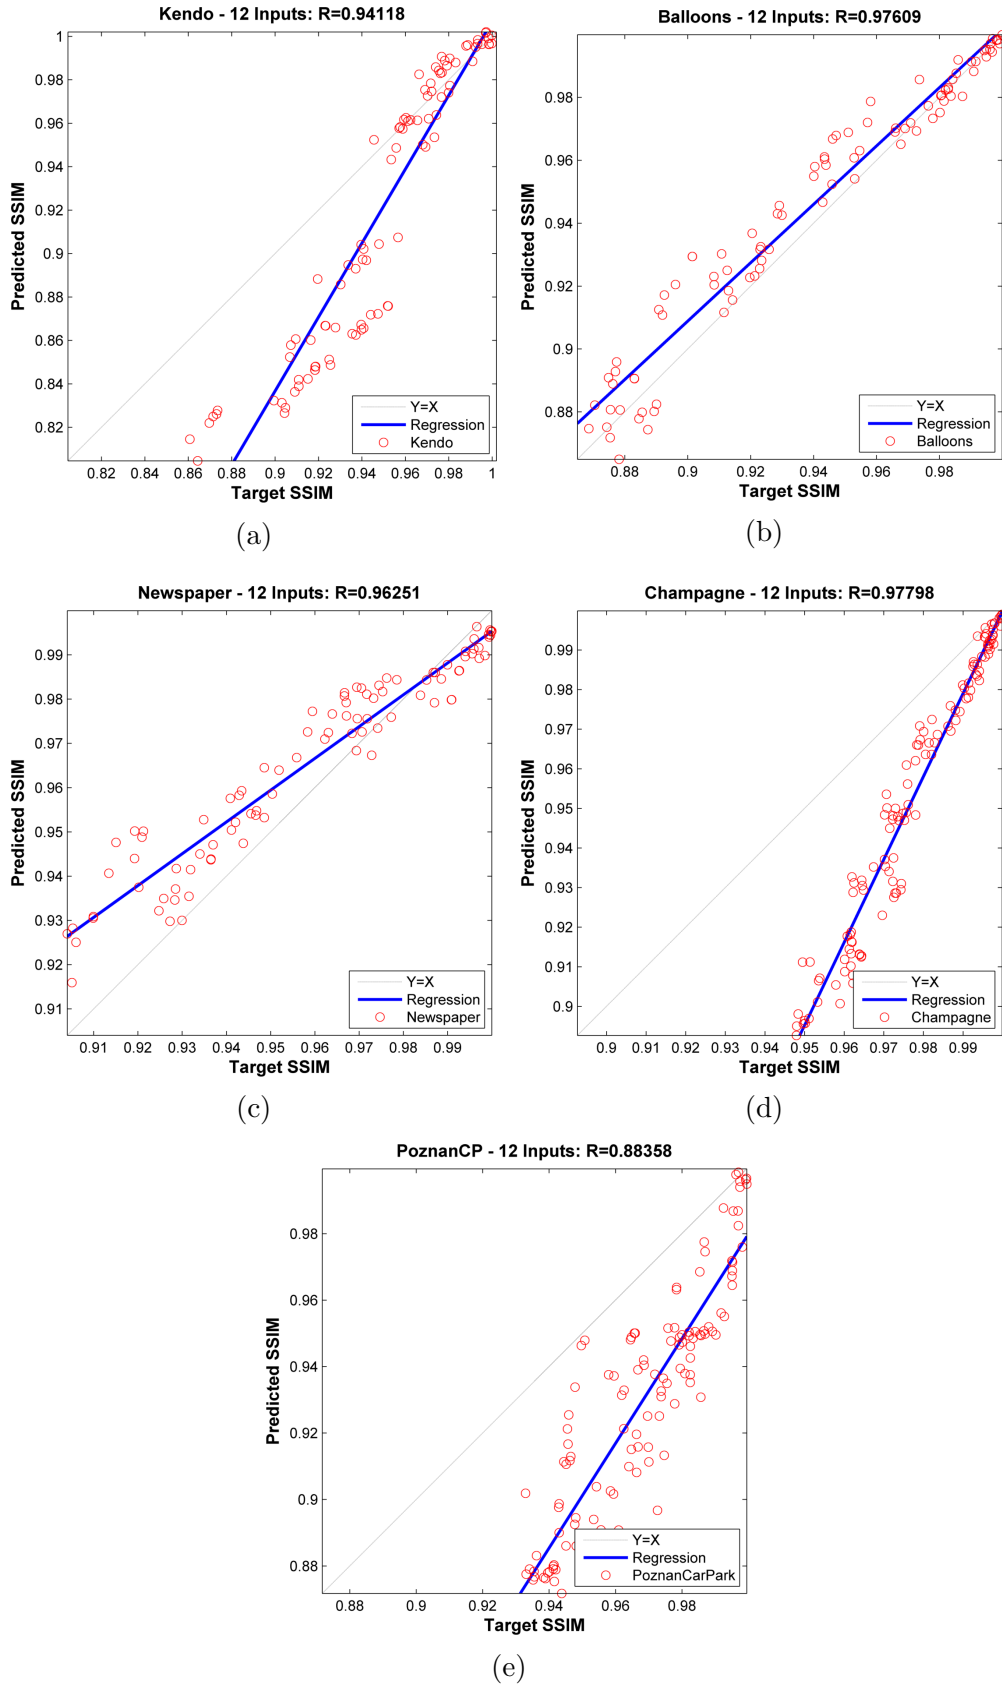 Kendo - 12 Inputs: R=0.94118
1
0.98
0.96
0.94
0.92
0.9
0.88
0.86
0.84
0.82
Predicted SSIM
Y=X
Regression
Kendo
0.82 0.84 0.86 0.88 0.9 0.92 0.94 0.96 0.98 1
Target SSIM
(a)
Balloons - 12 Inputs: R=0.97609
0.98
0.96
0.94
0.92
0.9
0.88
Predicted SSIM
Y=X
Regression
Balloons
0.88 0.9 0.92 0.94 0.96 0.98
Target SSIM
(b)
Newspaper - 12 Inputs: R=0.96251
0.99
0.98
0.97
0.96
0.95
0.94
0.93
0.92
0.91
Predicted SSIM
Y=X
Regression
Newspaper
0.91 0.92 0.93 0.94 0.95 0.96 0.97 0.98 0.99
Target SSIM
(c)
Champagne - 12 Inputs: R=0.97798
0.99
0.98
0.97
0.96
0.95
0.94
0.93
0.92
0.91
0.9
Predicted SSIM
Y=X
Regression
Champagne
0.9 0.91 0.92 0.93 0.94 0.95 0.96 0.97 0.98 0.99
Target SSIM
(d)
PoznanCP - 12 Inputs: R=0.88358
0.98
0.96
0.94
0.92
0.9
0.88
Predicted SSIM
Y=X
Regression
PoznanCarPark
0.88 0.9 0.92 0.94 0.96 0.98
Target SSIM
(e)